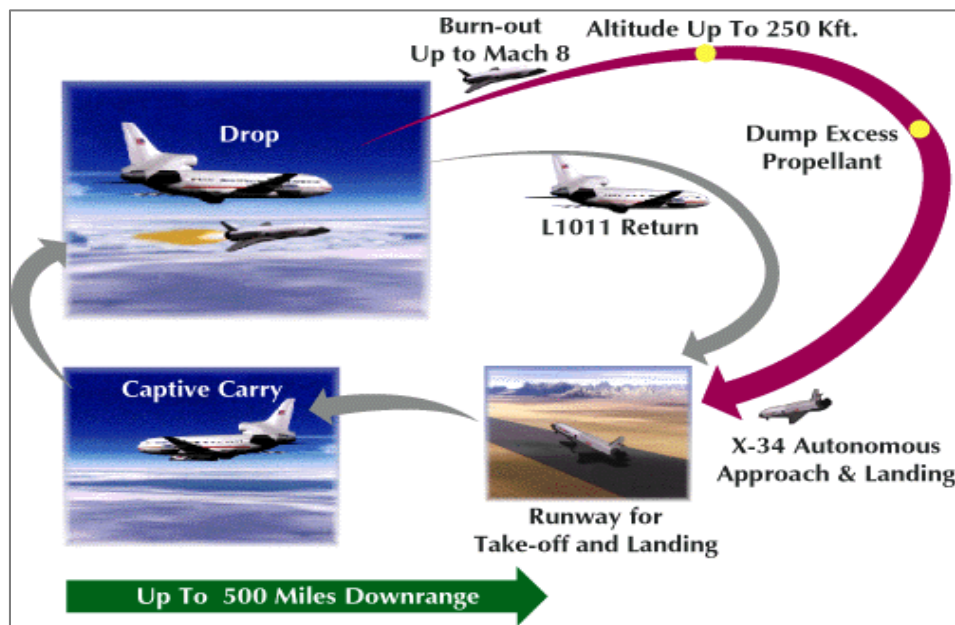 Burn-out
Up to Mach 8
Altitude Up To 250 Kft.
Drop
Dump Excess
Propellant
L1011 Return
Captive Carry
X-34 Autonomous
Approach & Landing
Runway for
Take-off and Landing
Up To 500 Miles Downrange